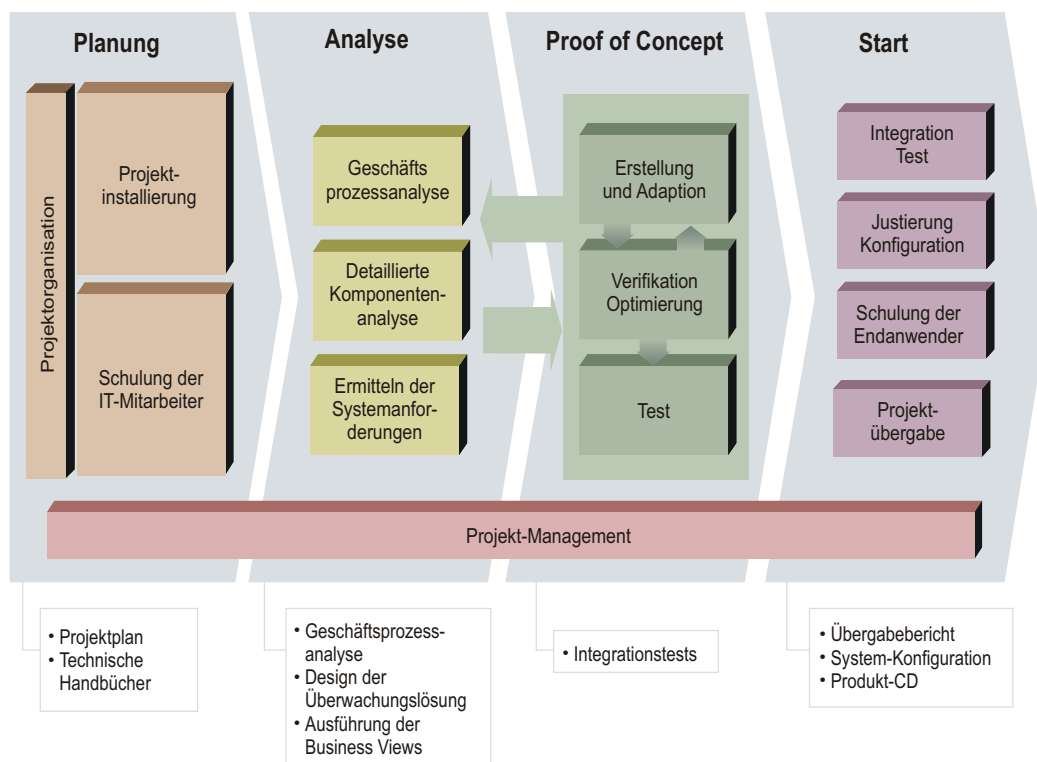 Planung
Analyse
Proof of Concept
Start
Projektorganisation
Projekt-
installierung
Schulung der
IT-Mitarbeiter
Geschäfts
prozessanalyse
Detaillierte
Komponenten-
analyse
Ermitteln der
Systemanfor-
derungen
Erstellung
und Adaption
Verifikation
Optimierung
Test
Integration
Test
Justierung
Konfiguration
Schulung der
Endanwender
Projekt-
übergabe
Projekt-Management
• Projektplan
• Technische
Handbücher
• Geschäftsprozess-
analyse
• Design der
Überwachungslösung
• Ausführung der
Business Views
• Integrationstests
• Übergabebericht
• System-Konfiguration
• Produkt-CD